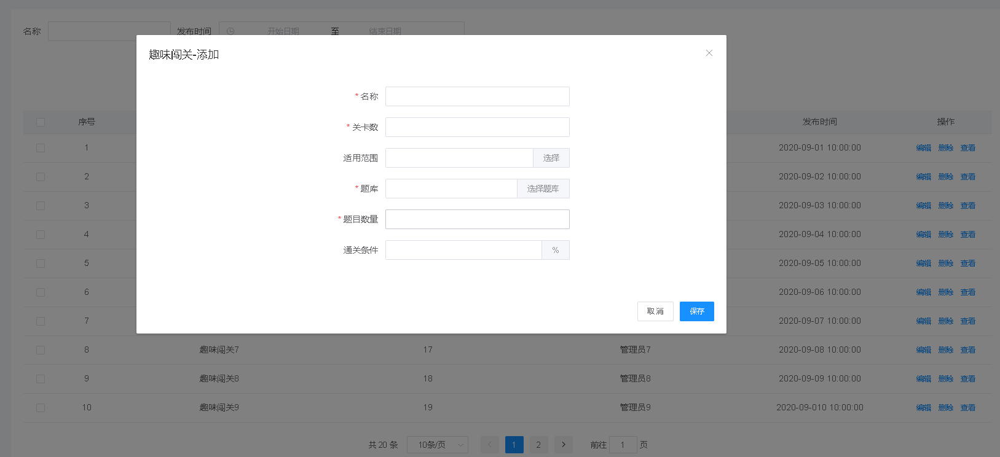 名称 发布时间 开始日期 至 结束日期
趣味闯关-添加
* 名称
* 关卡数
适用范围 选择
* 题库 选择题库
* 题目数量
通关条件 %
取消 保存
序号 发布时间 操作
1 2020-09-01 10:00:00 编辑 删除 查看
2 2020-09-02 10:00:00 编辑 删除 查看
3 2020-09-03 10:00:00 编辑 删除 查看
4 2020-09-04 10:00:00 编辑 删除 查看
5 2020-09-05 10:00:00 编辑 删除 查看
6 2020-09-06 10:00:00 编辑 删除 查看
7 2020-09-07 10:00:00 编辑 删除 查看
8 趣味闯关7 17 管理员7 2020-09-08 10:00:00 编辑 删除 查看
9 趣味闯关8 18 管理员8 2020-09-09 10:00:00 编辑 删除 查看
10 趣味闯关9 19 管理员9 2020-09-010 10:00:00 编辑 删除 查看
共 20 条 10条/页 1 2 前往 1 页